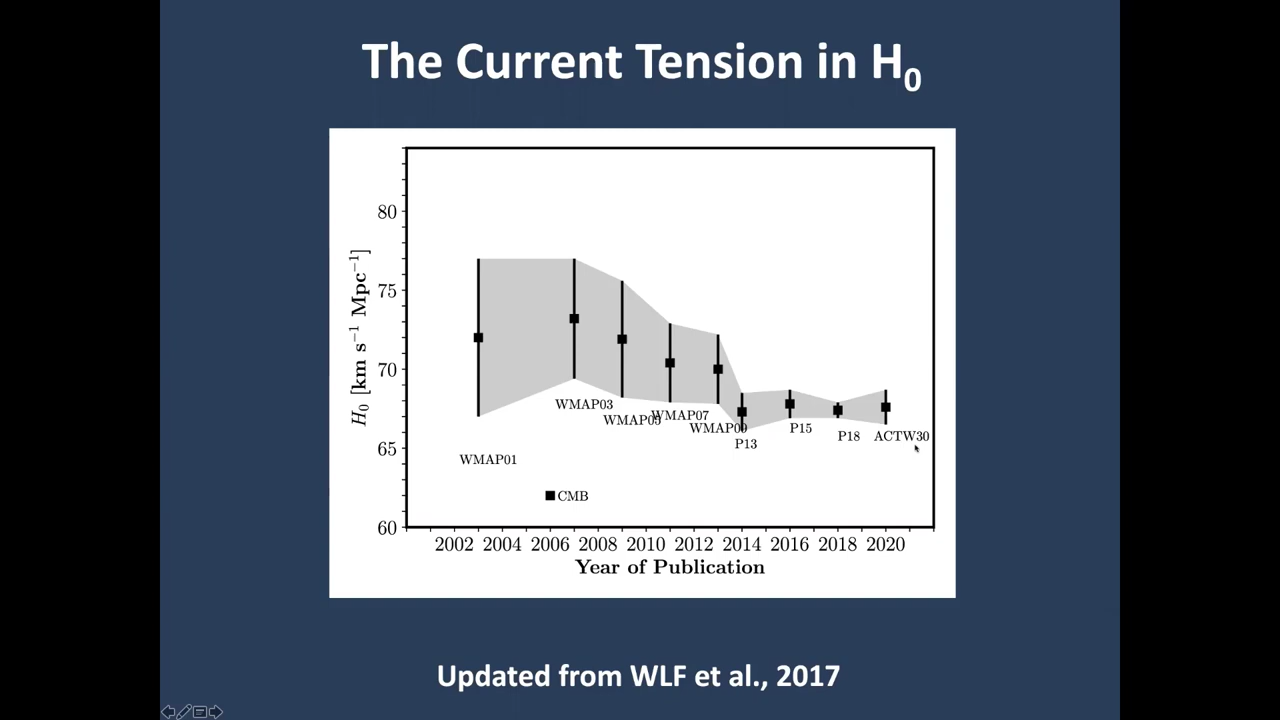 The Current Tension in H₀
80
75
70
65
60
H₀ [km s⁻¹ Mpc⁻¹]
WMAP01
WMAP03
WMAP05
WMAP07
WMAP09
P13
P15
P18
ACTW30
CMB
2002 2004 2006 2008 2010 2012 2014 2016 2018 2020
Year of Publication
Updated from WLF et al., 2017